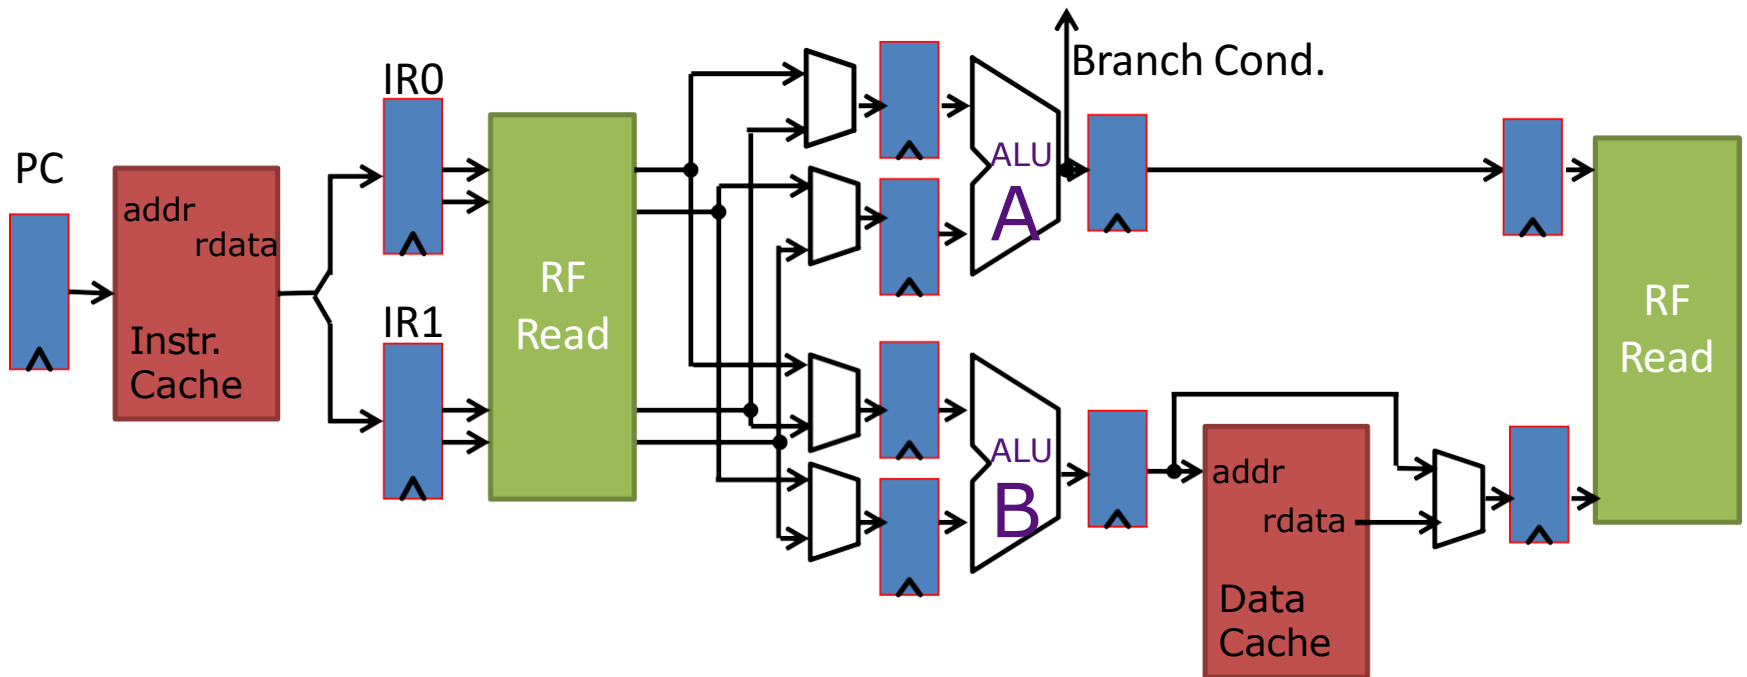 PC
addr
rdata
Instr.
Cache
IR0
IR1
RF
Read
ALU
A
Branch Cond.
ALU
B
addr
rdata
Data
Cache
RF
Read